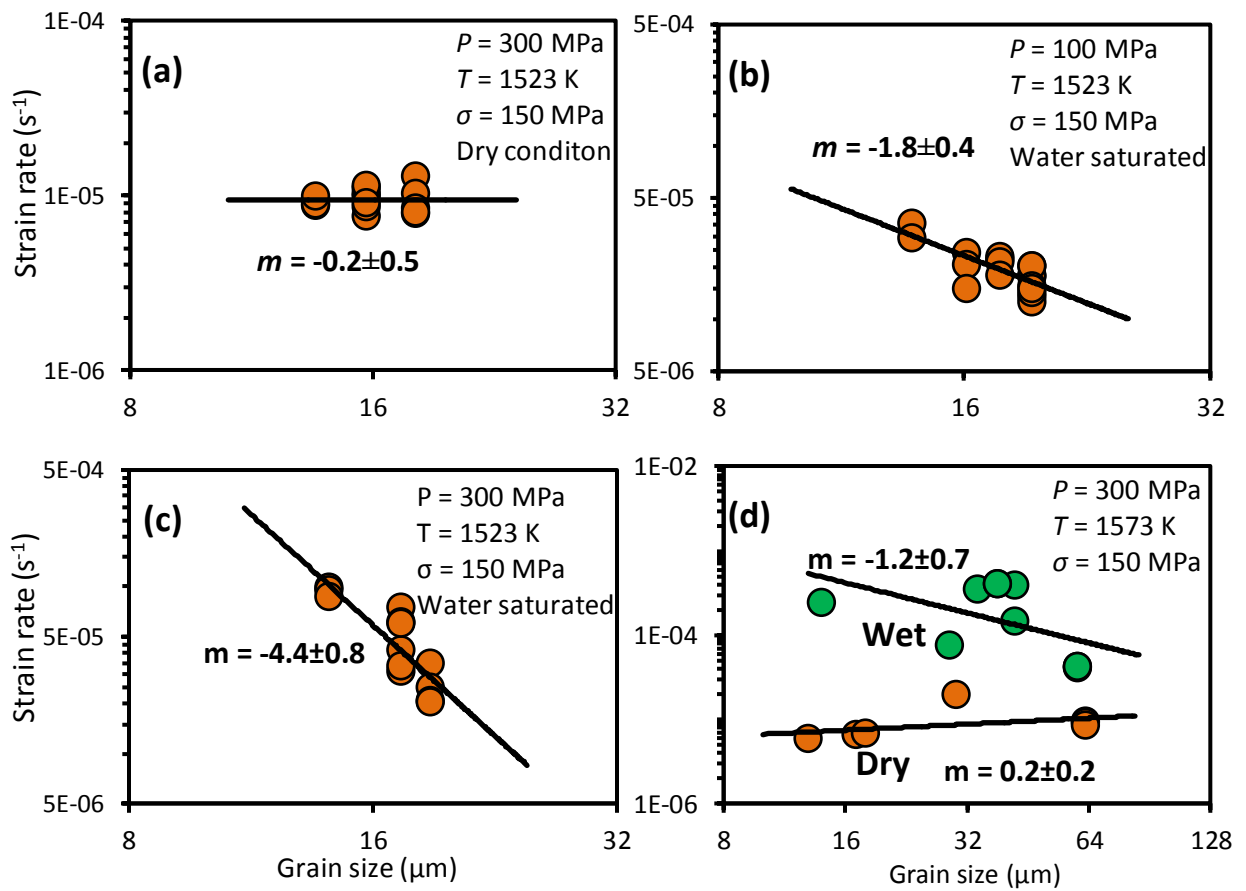 1E-04
1E-05
1E-06
Strain rate (s⁻¹)
(a)
P = 300 MPa
T = 1523 K
σ = 150 MPa
Dry conditon
m = -0.2±0.5
8
16
32
5E-04
5E-05
5E-06
(b)
P = 100 MPa
T = 1523 K
σ = 150 MPa
Water saturated
m = -1.8±0.4
8
16
32
5E-04
5E-05
5E-06
Strain rate (s⁻¹)
(c)
P = 300 MPa
T = 1523 K
σ = 150 MPa
Water saturated
m = -4.4±0.8
8
16
32
Grain size (μm)
1E-02
1E-04
1E-06
(d)
P = 300 MPa
T = 1573 K
σ = 150 MPa
m = -1.2±0.7
Wet
Dry
m = 0.2±0.2
8
16
32
64
128
Grain size (μm)